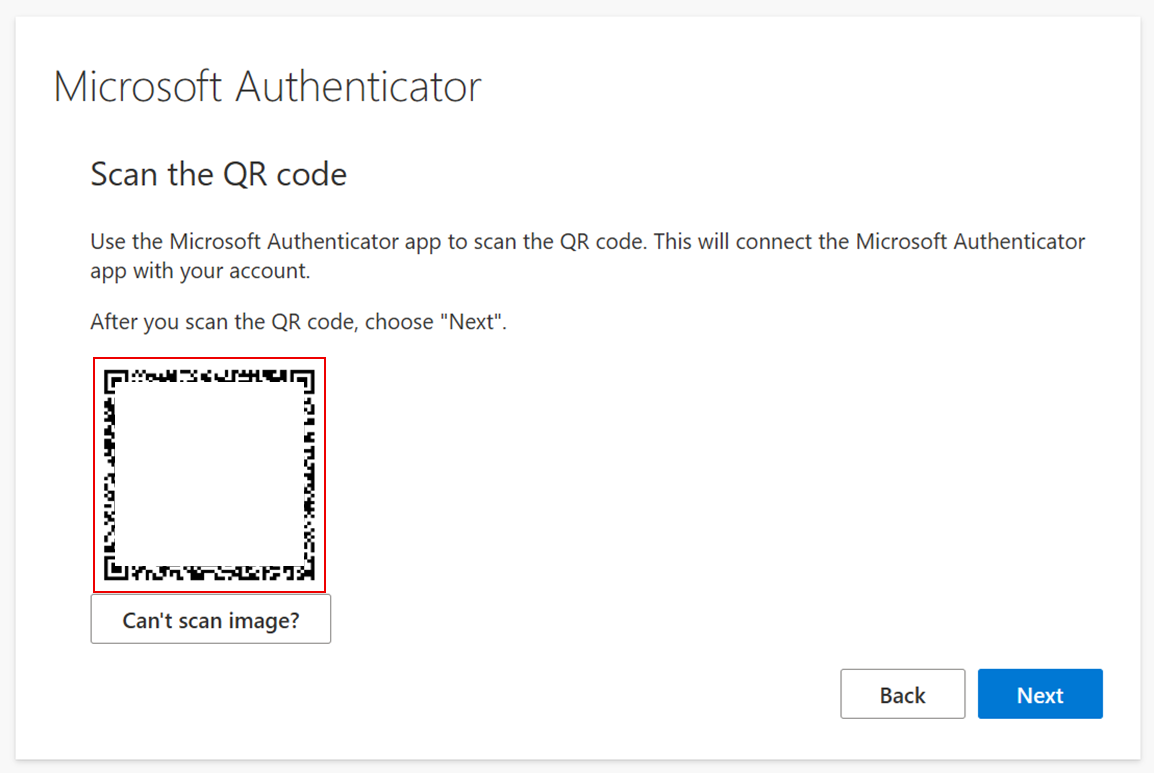 Microsoft Authenticator
Scan the QR code
Use the Microsoft Authenticator app to scan the QR code. This will connect the Microsoft Authenticator
app with your account.
After you scan the QR code, choose "Next".
Can't scan image?
Back
Next